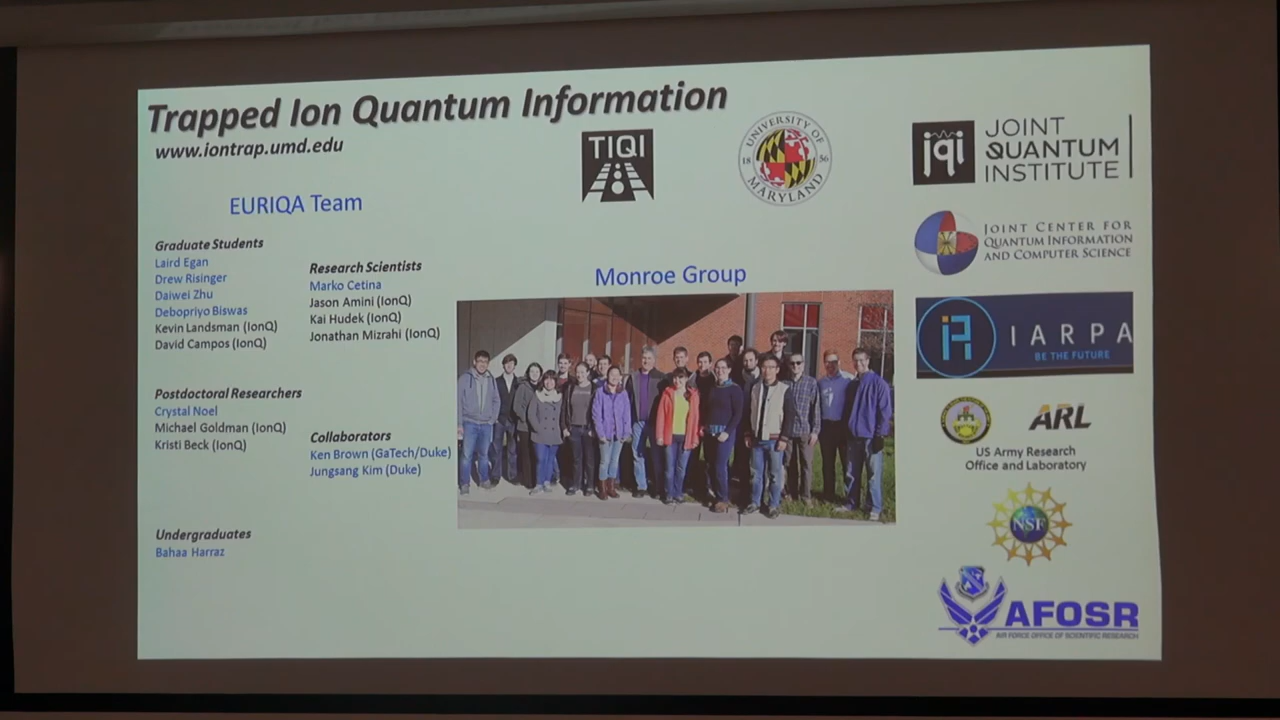 Trapped Ion Quantum Information
www.iontrap.umd.edu
TIQI
UNIVERSITY OF
18 56
MARYLAND
jqi
JOINT
QUANTUM
INSTITUTE
EURIQA Team
JOINT CENTER FOR
QUANTUM INFORMATION
AND COMPUTER SCIENCE
Graduate Students
Laird Egan
Drew Risinger
Daiwei Zhu
Debopriyo Biswas
Kevin Landsman (IonQ)
David Campos (IonQ)
Research Scientists
Marko Cetina
Jason Amini (IonQ)
Kai Hudek (IonQ)
Jonathan Mizrahi (IonQ)
Monroe Group
IARPA
BE THE FUTURE
Postdoctoral Researchers
Crystal Noel
Michael Goldman (IonQ)
Kristi Beck (IonQ)
Collaborators
Ken Brown (GaTech/Duke)
Jungsang Kim (Duke)
ARL
US Army Research
Office and Laboratory
Undergraduates
Bahaa Harraz
NSF
AFOSR
AIR FORCE OFFICE OF SCIENTIFIC RESEARCH